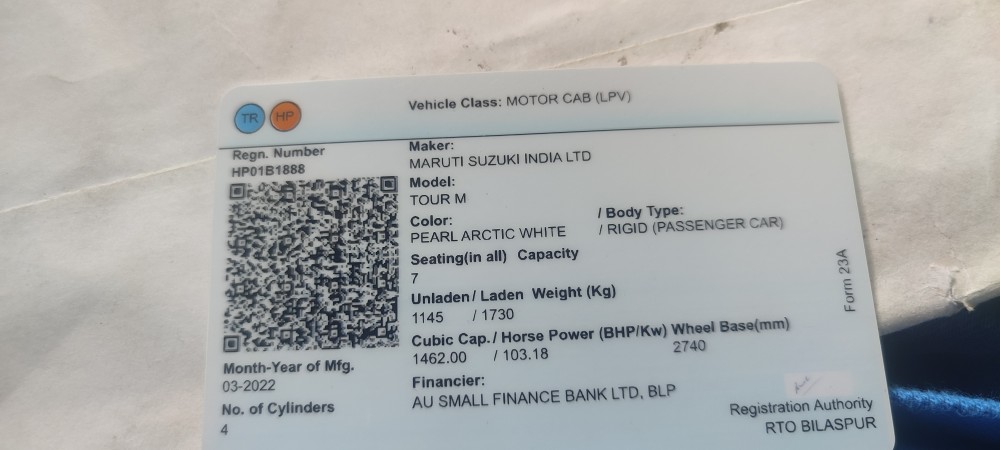 TR HP
Vehicle Class: MOTOR CAB (LPV)
Regn. Number
HP01B1888
Maker:
MARUTI SUZUKI INDIA LTD
Model:
TOUR M
Color: / Body Type:
PEARL ARCTIC WHITE / RIGID (PASSENGER CAR)
Seating(in all) Capacity
7
Unladen / Laden Weight (Kg)
1145 / 1730
Cubic Cap. / Horse Power (BHP/Kw) Wheel Base(mm)
1462.00 / 103.18 2740
Financier:
AU SMALL FINANCE BANK LTD, BLP
Month-Year of Mfg.
03-2022
No. of Cylinders
4
Form 23A
Registration Authority
RTO BILASPUR